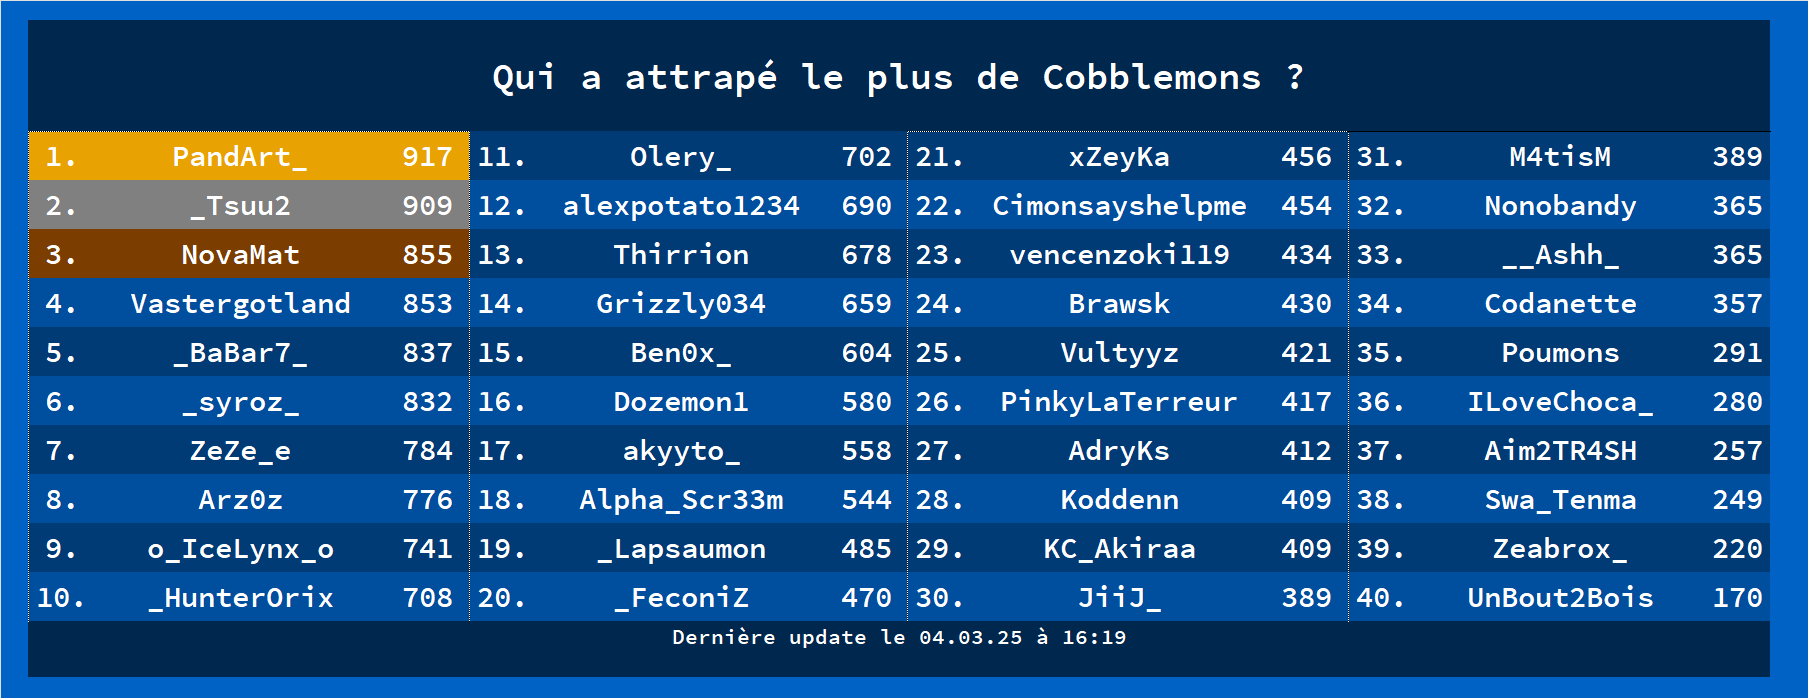 Qui a attrapé le plus de Cobblemons ?
1. PandArt_ 917 11. Olery_ 702 21. xZeyKa 456 31. M4tisM 389
2. _Tsuu2 909 12. alexpotato1234 690 22. Cimonsayshelpme 454 32. Nonobandy 365
3. NovaMat 855 13. Thirrion 678 23. vencenzoki119 434 33. __Ashh_ 365
4. Vastergotland 853 14. Grizzly034 659 24. Brawsk 430 34. Codanette 357
5. _BaBar7_ 837 15. Ben0x_ 604 25. Vultyyz 421 35. Poumons 291
6. _syroz_ 832 16. Dozemon1 580 26. PinkyLaTerreur 417 36. ILoveChoca_ 280
7. ZeZe_e 784 17. akyyto_ 558 27. AdryKs 412 37. Aim2TR4SH 257
8. Arz0z 776 18. Alpha_Scr33m 544 28. Koddenn 409 38. Swa_Tenma 249
9. o_IceLynx_o 741 19. _Lapsaumon 485 29. KC_Akiraa 409 39. Zeabrox_ 220
10. _HunterOrix 708 20. _FeconiZ 470 30. JiiJ_ 389 40. UnBout2Bois 170
Dernière update le 04.03.25 à 16:19